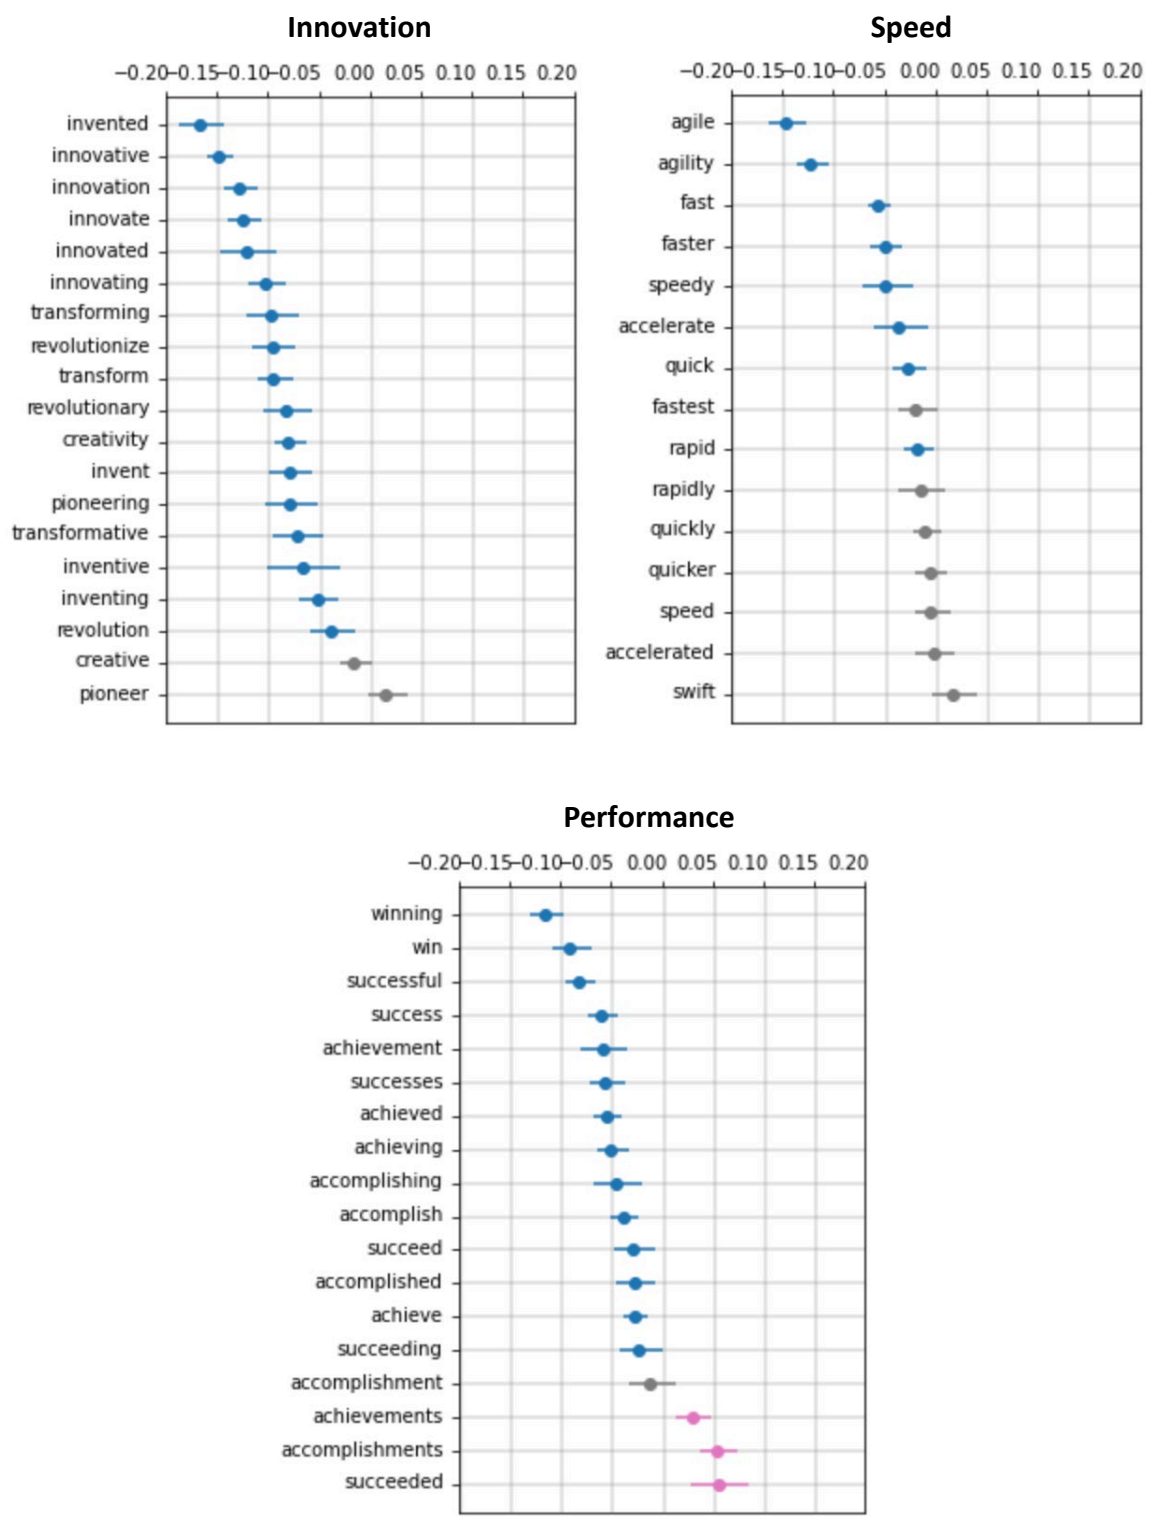 Innovation
−0.20−0.15−0.10−0.05 0.00 0.05 0.10 0.15 0.20
invented
innovative
innovation
innovate
innovated
innovating
transforming
revolutionize
transform
revolutionary
creativity
invent
pioneering
transformative
inventive
inventing
revolution
creative
pioneer
Speed
−0.20−0.15−0.10−0.05 0.00 0.05 0.10 0.15 0.20
agile
agility
fast
faster
speedy
accelerate
quick
fastest
rapid
rapidly
quickly
quicker
speed
accelerated
swift
Performance
−0.20−0.15−0.10−0.05 0.00 0.05 0.10 0.15 0.20
winning
win
successful
success
achievement
successes
achieved
achieving
accomplishing
accomplish
succeed
accomplished
achieve
succeeding
accomplishment
achievements
accomplishments
succeeded